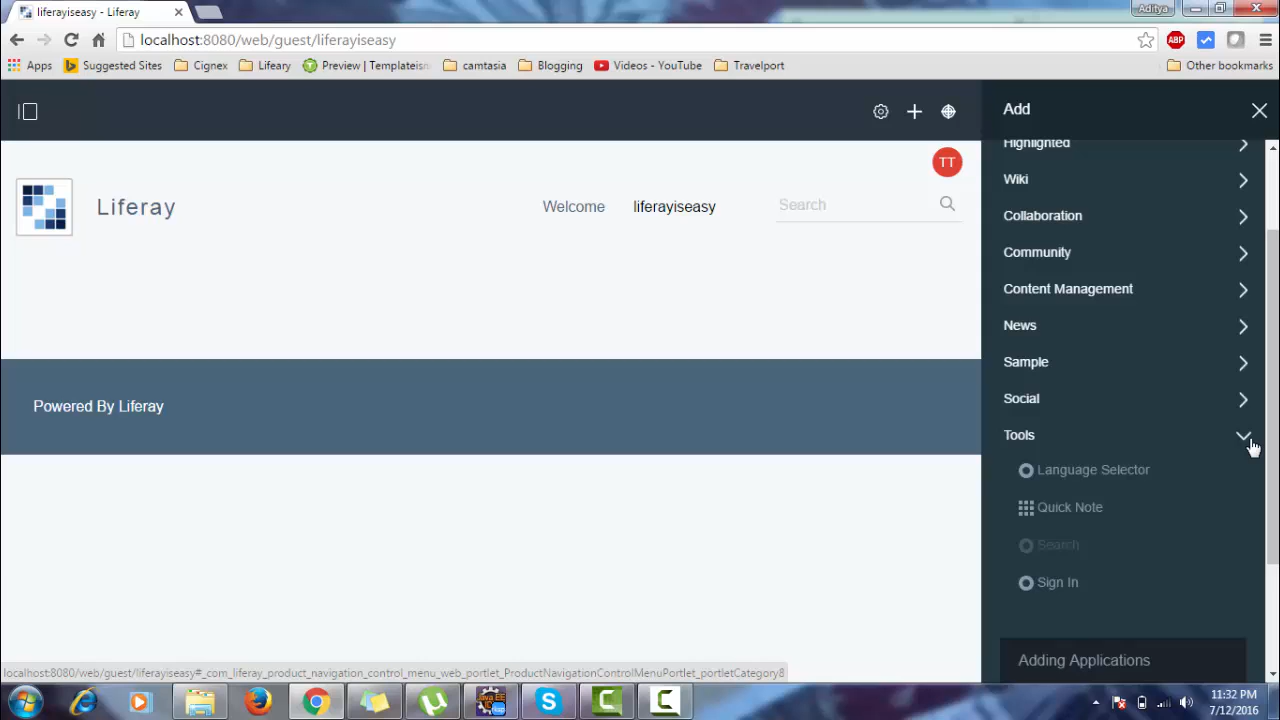 liferayiseasy - Liferay
Aditya
localhost:8080/web/guest/liferayiseasy
ABP
Apps
Suggested Sites
Cignex
Lifeary
Preview | Templateism
camtasia
Blogging
Videos - YouTube
Travelport
Other bookmarks
Add
Highlighted
TT
Wiki
Liferay
Welcome
liferayiseasy
Search
Collaboration
Community
Content Management
News
Sample
Social
Powered By Liferay
Tools
Language Selector
Quick Note
Search
Sign In
Adding Applications
localhost:8080/web/guest/liferayiseasy#_com_liferay_product_navigation_control_menu_web_portlet_ProductNavigationControlMenuPortlet_portletCategory8
11:32 PM
7/12/2016